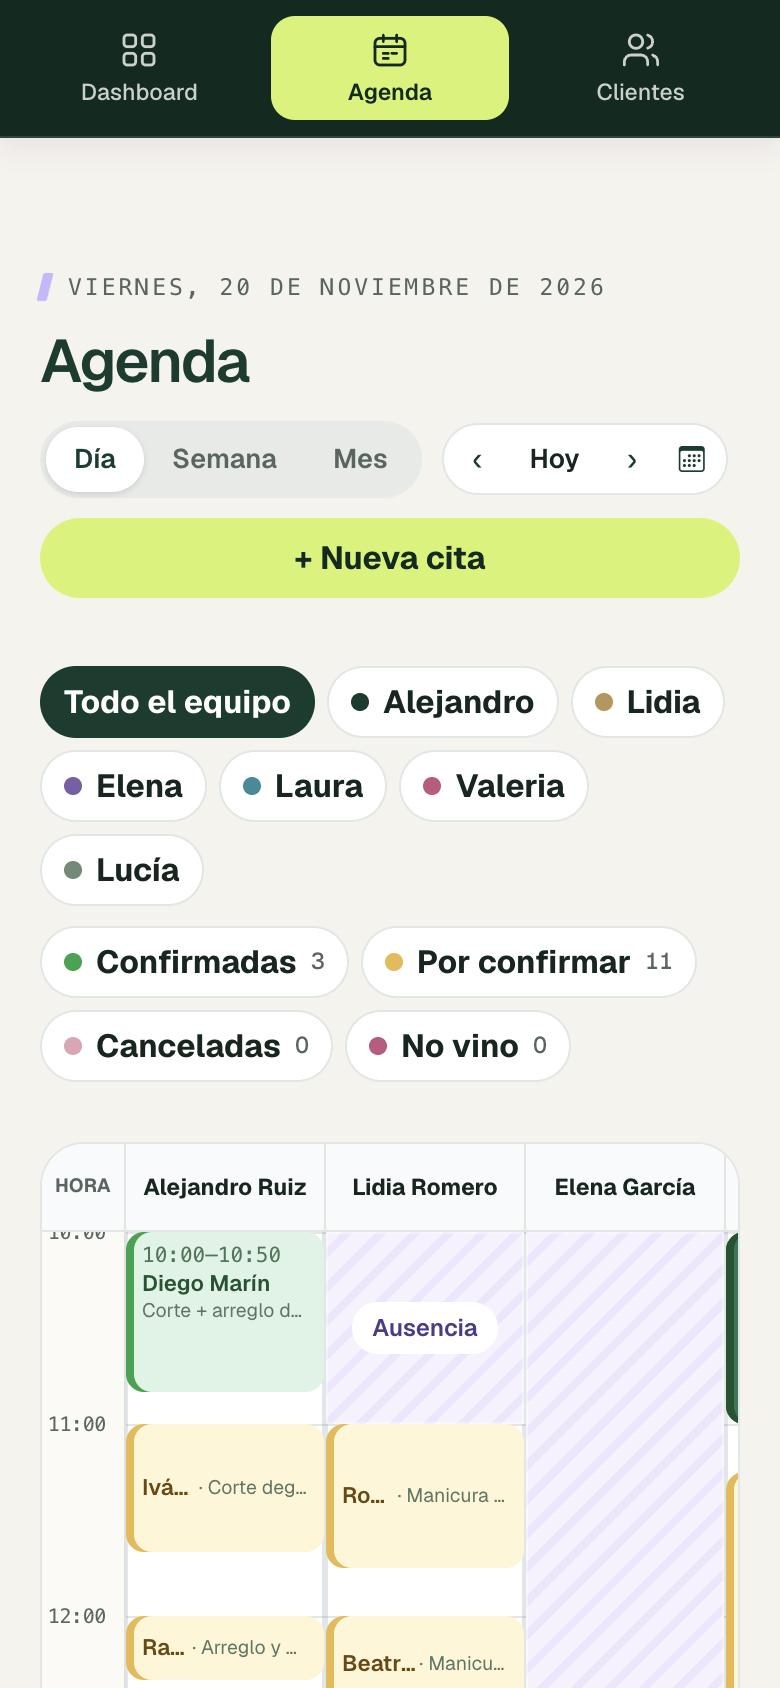 Dashboard
Agenda
Clientes
VIERNES, 20 DE NOVIEMBRE DE 2026
Agenda
Día Semana Mes ‹ Hoy ›
+ Nueva cita
Todo el equipo Alejandro Lidia
Elena Laura Valeria
Lucía
Confirmadas 3 Por confirmar 11
Canceladas 0 No vino 0
HORA Alejandro Ruiz Lidia Romero Elena García
10:00
10:00–10:50
Diego Marín
Corte + arreglo d...
Ausencia
11:00
Ivá... · Corte deg...
Ro... · Manicura ...
12:00
Ra... · Arreglo y ...
Beatr... · Manicu...